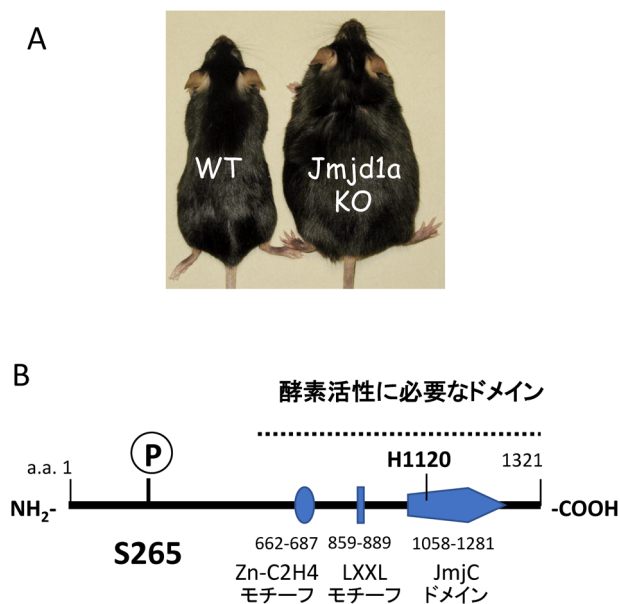 A
WT
Jmjd1a
KO
B
酵素活性に必要なドメイン
P
H1120
1321
a.a. 1
NH2-
-COOH
S265
662-687
859-889
1058-1281
Zn-C2H4
モチーフ
LXXL
モチーフ
JmjC
ドメイン